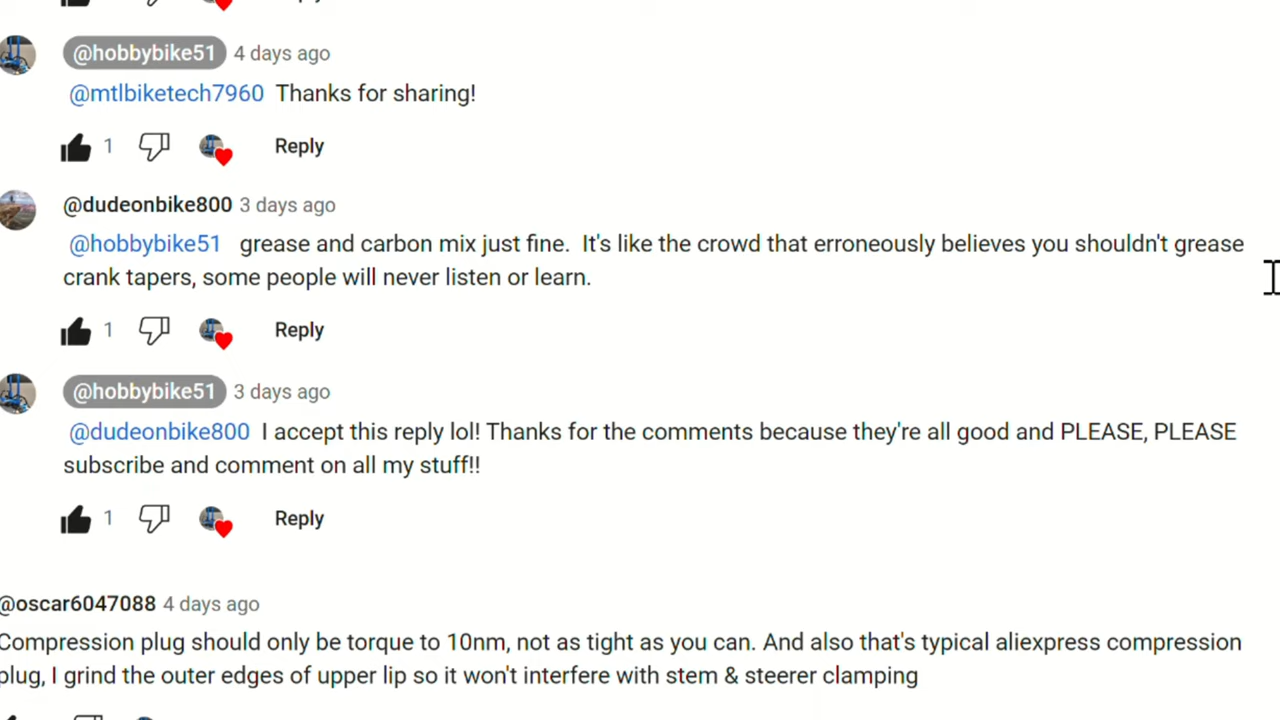 @hobbybike51 4 days ago
@mtlbiketech7960 Thanks for sharing!
1 Reply
@dudeonbike800 3 days ago
@hobbybike51 grease and carbon mix just fine. It's like the crowd that erroneously believes you shouldn't grease
crank tapers, some people will never listen or learn.
1 Reply
@hobbybike51 3 days ago
@dudeonbike800 I accept this reply lol! Thanks for the comments because they're all good and PLEASE, PLEASE
subscribe and comment on all my stuff!!
1 Reply
@oscar6047088 4 days ago
Compression plug should only be torque to 10nm, not as tight as you can. And also that's typical aliexpress compression
plug, I grind the outer edges of upper lip so it won't interfere with stem & steerer clamping